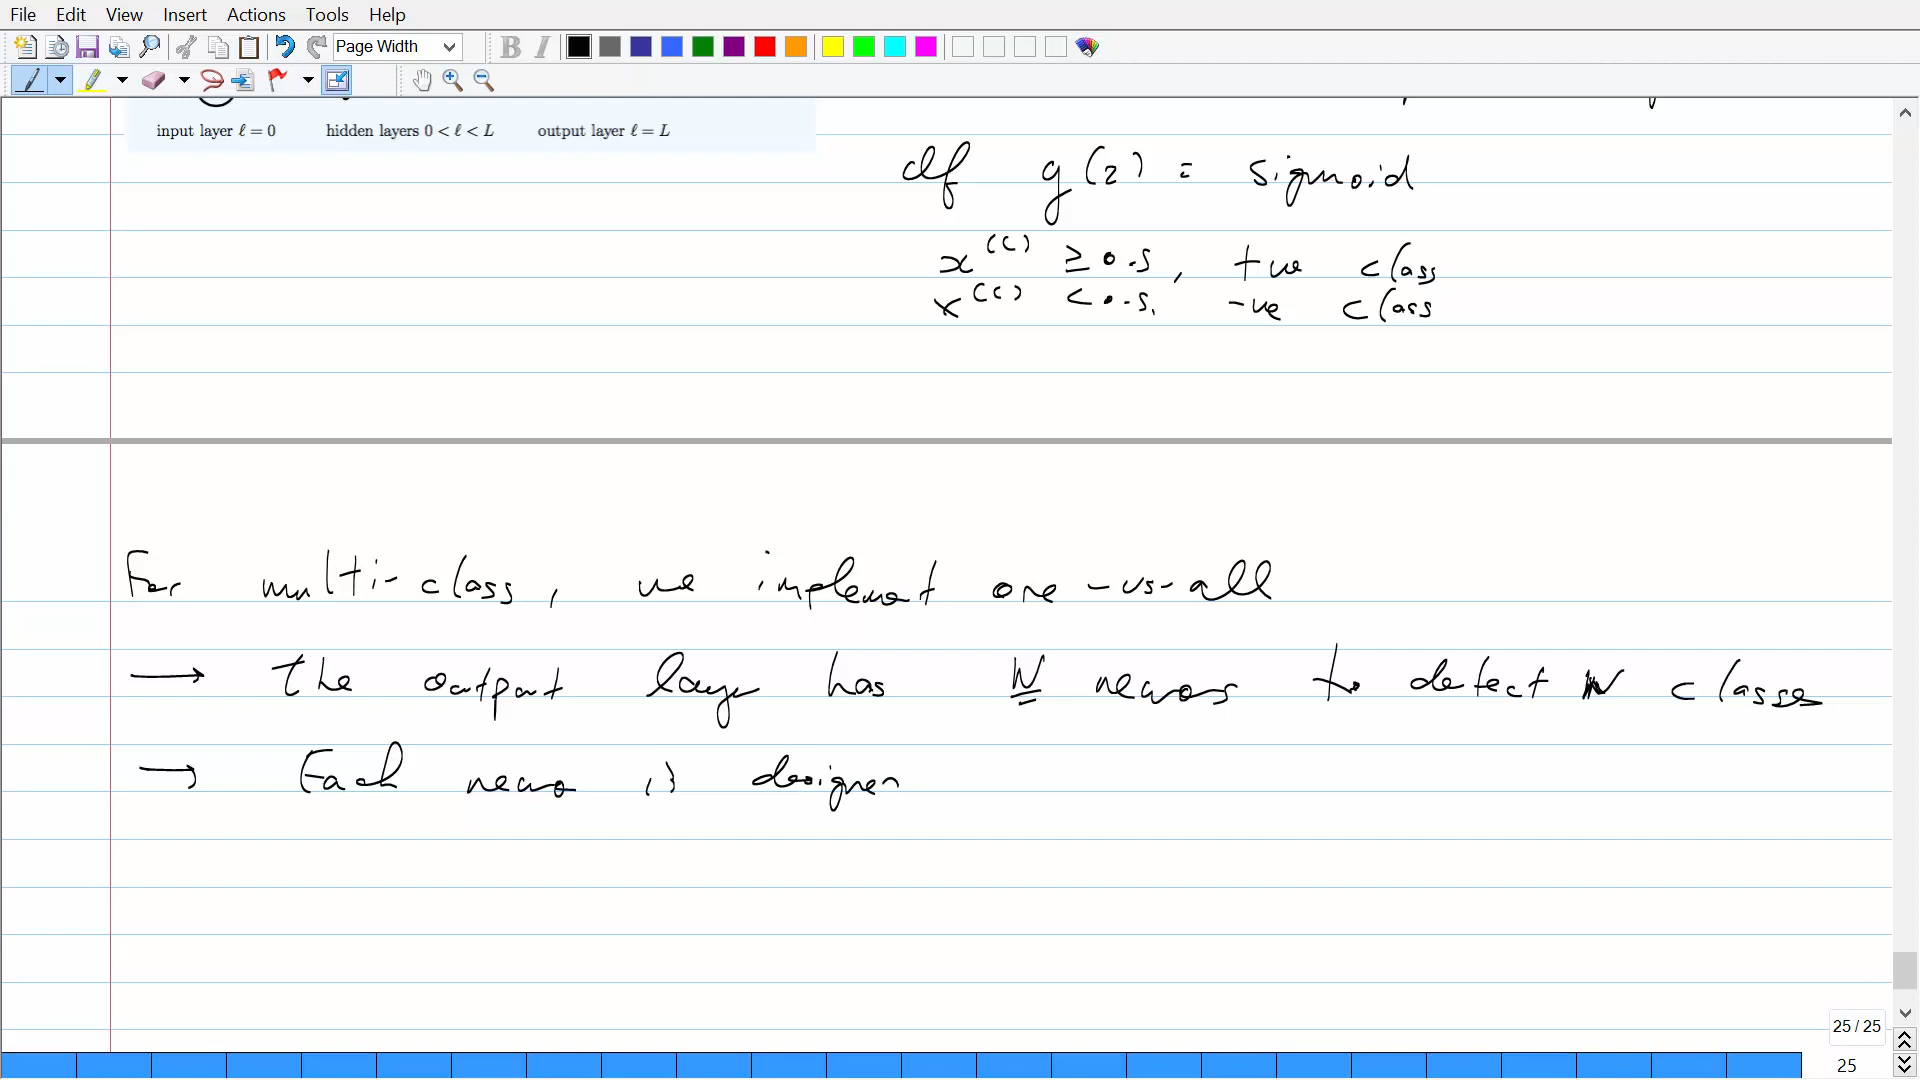 File Edit View Insert Actions Tools Help
Page Width
B I
input layer ℓ = 0 hidden layers 0 < ℓ < L output layer ℓ = L
If g(z) = sigmoid
x^(L) ≥ 0.5, +ve class
x^(L) < 0.5. -ve class
For multi-class, we implement one-vs-all
→ The output layer has N neurons to detect N classes
→ Each neuron is designed
25 / 25
25